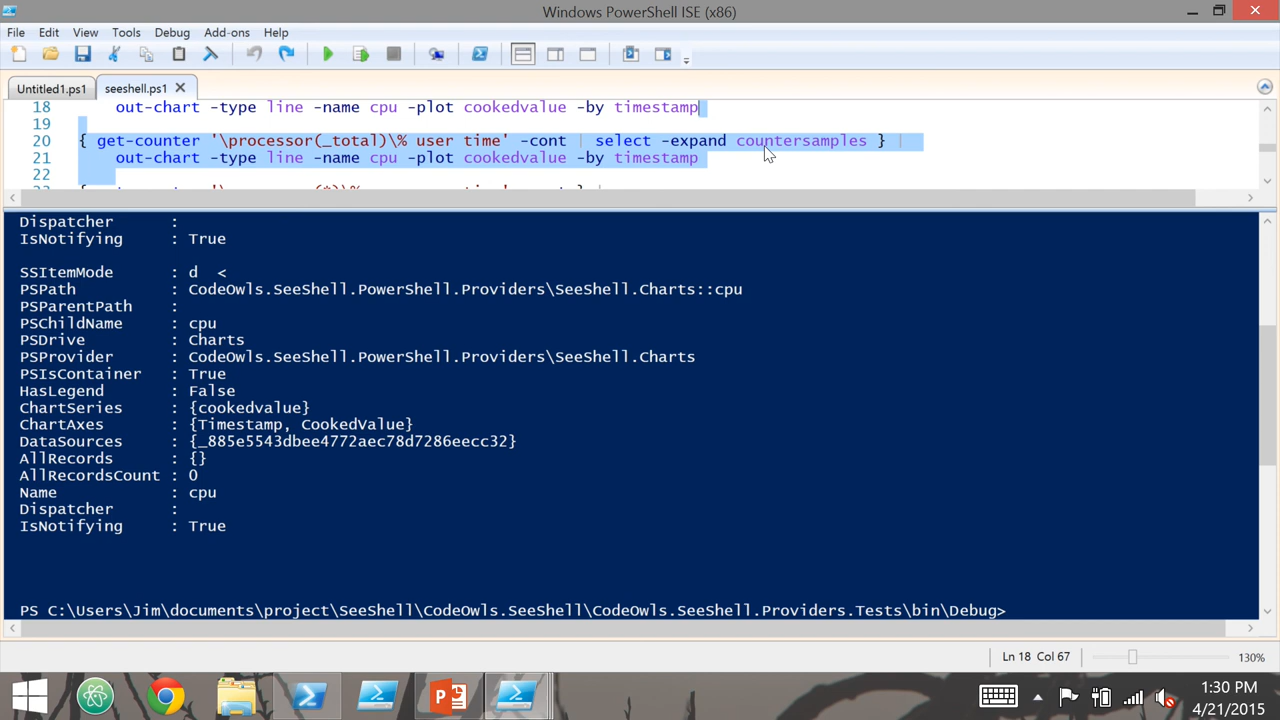 Windows PowerShell ISE (x86)
File Edit View Tools Debug Add-ons Help
Untitled1.ps1 seeshell.ps1
18 out-chart -type line -name cpu -plot cookedvalue -by timestamp
19
20 { get-counter '\processor(_total)\% user time' -cont | select -expand countersamples } |
21 out-chart -type line -name cpu -plot cookedvalue -by timestamp
22
Dispatcher :
IsNotifying : True
SSItemMode : d <
PSPath : CodeOwls.SeeShell.PowerShell.Providers\SeeShell.Charts::cpu
PSParentPath :
PSChildName : cpu
PSDrive : Charts
PSProvider : CodeOwls.SeeShell.PowerShell.Providers\SeeShell.Charts
PSIsContainer : True
HasLegend : False
ChartSeries : {cookedvalue}
ChartAxes : {Timestamp, CookedValue}
DataSources : {_885e5543dbee4772aec78d7286eecc32}
AllRecords : {}
AllRecordsCount : 0
Name : cpu
Dispatcher :
IsNotifying : True
PS C:\Users\Jim\documents\project\SeeShell\CodeOwls.SeeShell\CodeOwls.SeeShell.Providers.Tests\bin\Debug>
Ln 18 Col 67 130%
1:30 PM
4/21/2015